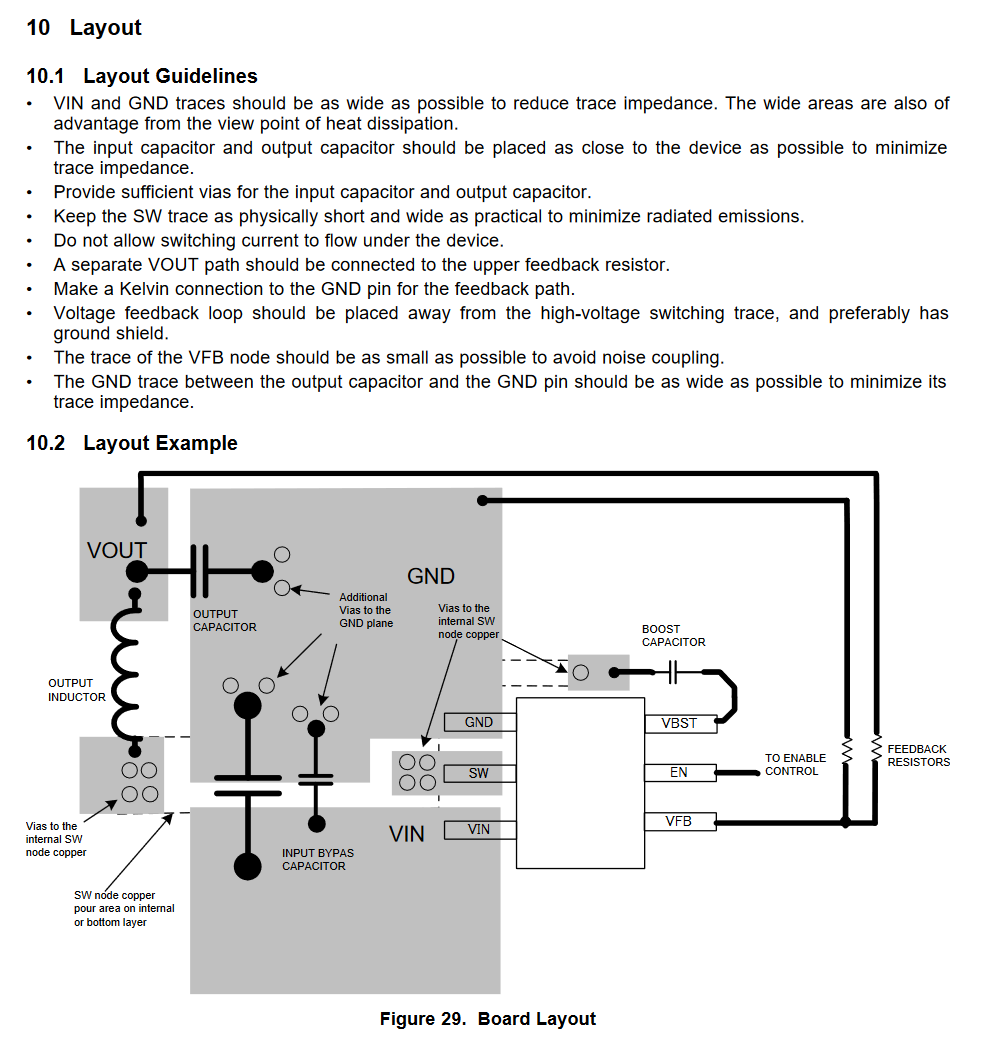 10 Layout
10.1 Layout Guidelines
• VIN and GND traces should be as wide as possible to reduce trace impedance. The wide areas are also of
advantage from the view point of heat dissipation.
• The input capacitor and output capacitor should be placed as close to the device as possible to minimize
trace impedance.
• Provide sufficient vias for the input capacitor and output capacitor.
• Keep the SW trace as physically short and wide as practical to minimize radiated emissions.
• Do not allow switching current to flow under the device.
• A separate VOUT path should be connected to the upper feedback resistor.
• Make a Kelvin connection to the GND pin for the feedback path.
• Voltage feedback loop should be placed away from the high-voltage switching trace, and preferably has
ground shield.
• The trace of the VFB node should be as small as possible to avoid noise coupling.
• The GND trace between the output capacitor and the GND pin should be as wide as possible to minimize its
trace impedance.
10.2 Layout Example
VOUT
GND
OUTPUT
CAPACITOR
Additional
Vias to the
GND plane
Vias to the
internal SW
node copper
BOOST
CAPACITOR
OUTPUT
INDUCTOR
GND
VBST
SW
EN
TO ENABLE
CONTROL
FEEDBACK
RESISTORS
VIN
VIN
VFB
Vias to the
internal SW
node copper
INPUT BYPAS
CAPACITOR
SW node copper
pour area on internal
or bottom layer
Figure 29. Board Layout